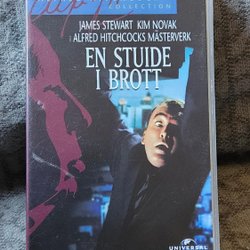 COLLECTION
JAMES STEWART KIM NOVAK
I ALFRED HITCHCOCKS MÄSTERVERK
EN STUDIE
I BROTT
UNIVERSAL